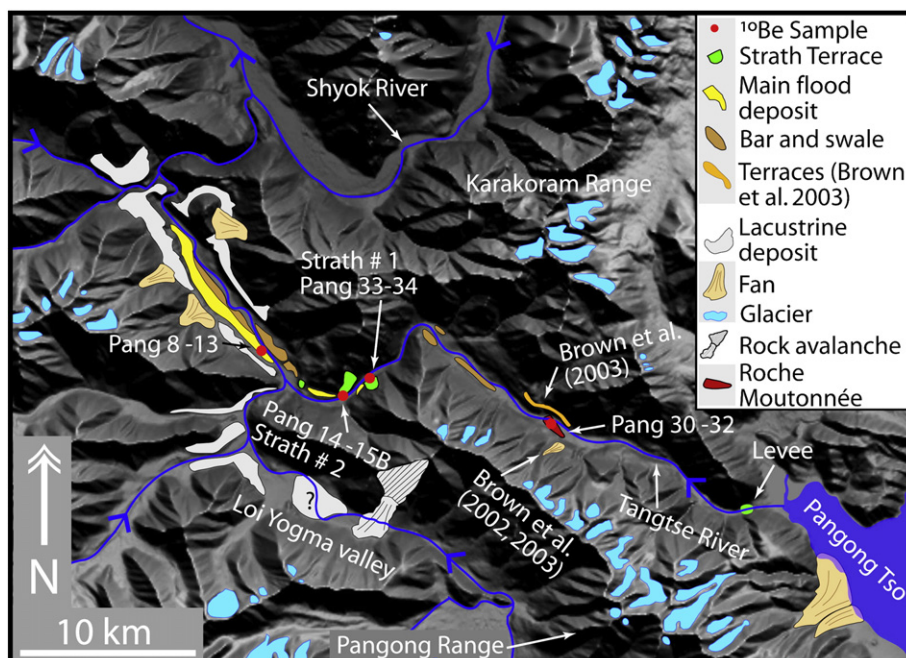 Shyok River
Karakoram Range
Strath # 1
Pang 33-34
Pang 8 -13
Brown et al.
(2003)
Pang 30 -32
Pang 14 -15B
Strath # 2
Levee
Brown et al.
(2002, 2003)
Tangtse River
Pangong Tso
?
Loi Yogma valley
N
10 km
Pangong Range
¹⁰Be Sample
Strath Terrace
Main flood
deposit
Bar and swale
Terraces (Brown
et al. 2003)
Lacustrine
deposit
Fan
Glacier
Rock avalanche
Roche
Moutonnée